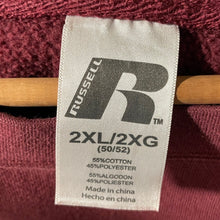 RUSSELL
R
2XL/2XG
(50/52)
55%COTTON
45%POLYESTER
55%ALGODON
45%POLIESTER
Made in china
Hecho en china